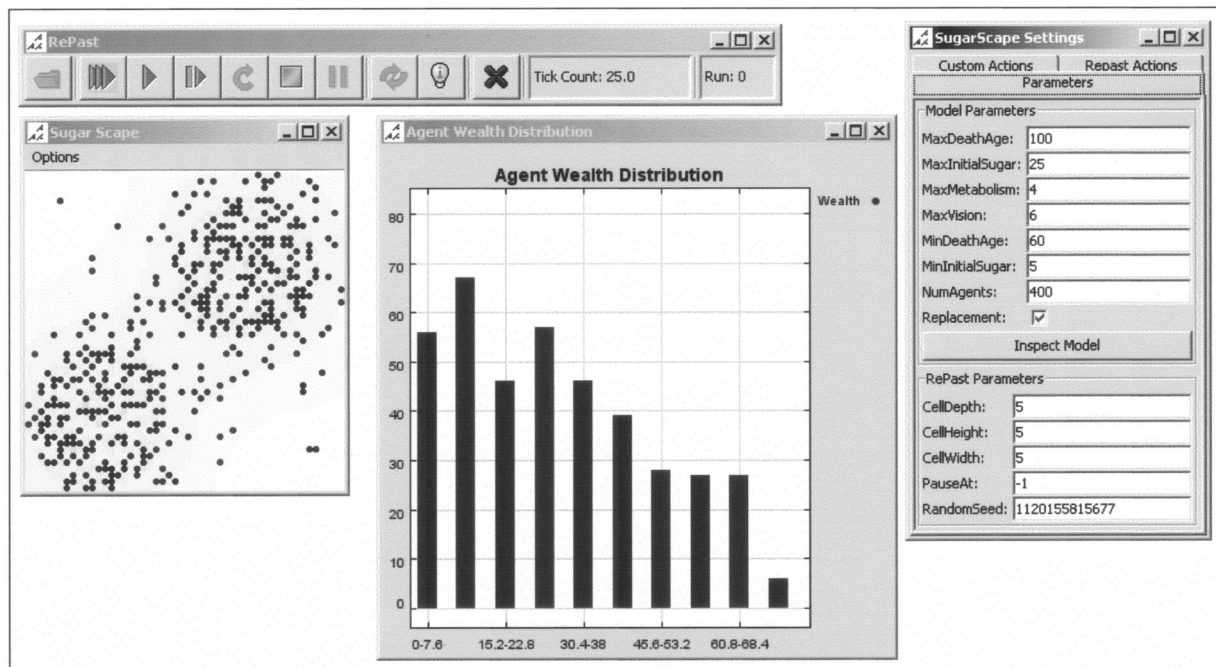 RePast
Tick Count: 25.0
Run: 0
Sugar Scape
Options
Agent Wealth Distribution
Agent Wealth Distribution
Wealth
80
70
60
50
40
30
20
10
0
0-7.6
15.2-22.8
30.4-38
45.6-53.2
60.8-68.4
SugarScape Settings
Custom Actions
Repast Actions
Parameters
Model Parameters
MaxDeathAge: 100
MaxInitialSugar: 25
MaxMetabolism: 4
MaxVision: 6
MinDeathAge: 60
MinInitialSugar: 5
NumAgents: 400
Replacement:
Inspect Model
RePast Parameters
CellDepth: 5
CellHeight: 5
CellWidth: 5
PauseAt: -1
RandomSeed: 1120155815677